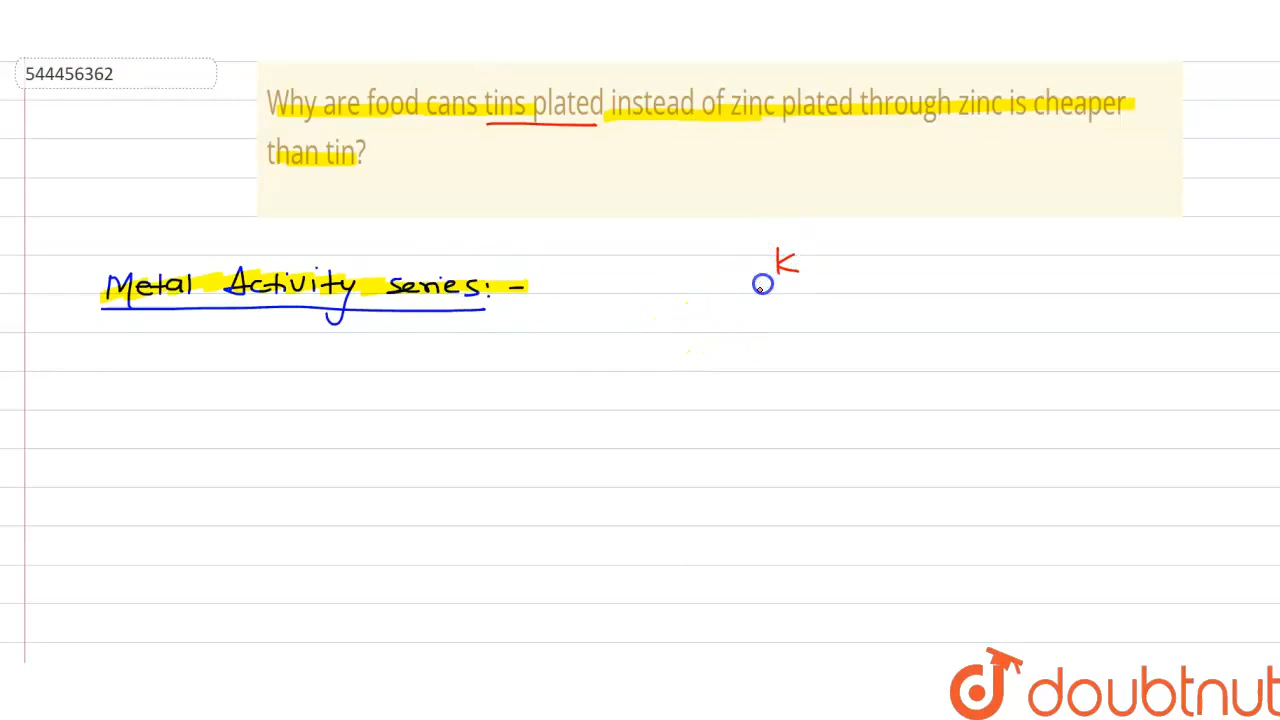 544456362
Why are food cans tins plated instead of zinc plated through zinc is cheaper
than tin?
K
Metal Activity series:-
doubtnut